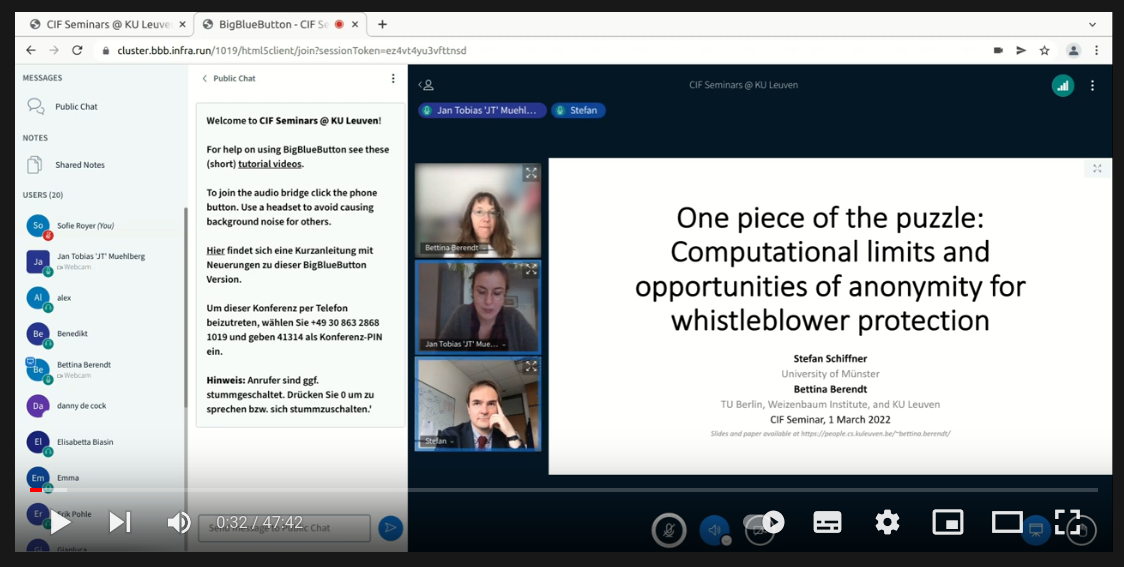 CIF Seminars @ KU Leuve
BigBlueButton - CIF Se
cluster.bbb.infra.run/1019/html5client/join?sessionToken=ez4vt4yu3vfttnsd
MESSAGES
Public Chat
NOTES
Shared Notes
USERS (20)
So
Sofie Royer (You)
Ja
Jan Tobias 'JT' Muehlberg
Webcam
Al
alex
Be
Benedikt
Be
Bettina Berendt
Webcam
Da
danny de cock
El
Elisabetta Biasin
Em
Emma
Er
Erik Pohle
Public Chat
Welcome to CIF Seminars @ KU Leuven!
For help on using BigBlueButton see these
(short) tutorial videos.
To join the audio bridge click the phone
button. Use a headset to avoid causing
background noise for others.
Hier findet sich eine Kurzanleitung mit
Neuerungen zu dieser BigBlueButton
Version.
Um dieser Konferenz per Telefon
beizutreten, wählen Sie +49 30 863 2868
1019 und geben 41314 als Konferenz-PIN
ein.
Hinweis: Anrufer sind ggf.
stummgeschaltet. Drücken Sie 0 um zu
sprechen bzw. sich stummzuschalten.'
Send message to Public Chat
CIF Seminars @ KU Leuven
Jan Tobias 'JT' Muehl...
Stefan
Bettina Berendt
Jan Tobias 'JT' Mue...
Stefan
One piece of the puzzle:
Computational limits and
opportunities of anonymity for
whistleblower protection
Stefan Schiffner
University of Münster
Bettina Berendt
TU Berlin, Weizenbaum Institute, and KU Leuven
CIF Seminar, 1 March 2022
Slides and paper available at https://people.cs.kuleuven.be/~bettina.berendt/
0:32 / 47:42